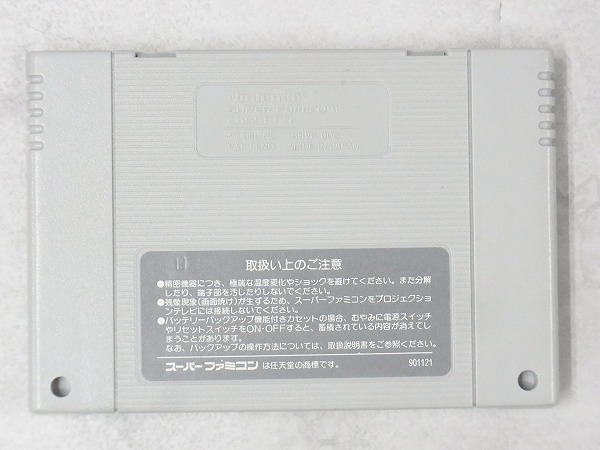 Nintendo
SUPER FAMICOM
CASSETTE
MADE IN JAPAN
11
取扱い上のご注意
●精密機器につき、極端な温度変化やショックを避けてください。また分解
したり、端子部を汚したりしないでください。
●残像現象(画面焼け)が生ずるため、スーパーファミコンをプロジェクショ
ンテレビには接続しないでください。
●バッテリーバックアップ機能付きカセットの場合、むやみに電源スイッチ
やリセットスイッチをON・OFFすると、蓄積されている内容が消えてし
まうことがあります。
なお、バックアップの操作方法については、取扱説明書をご参照ください。
スーパーファミコン は任天堂の商標です。
901121